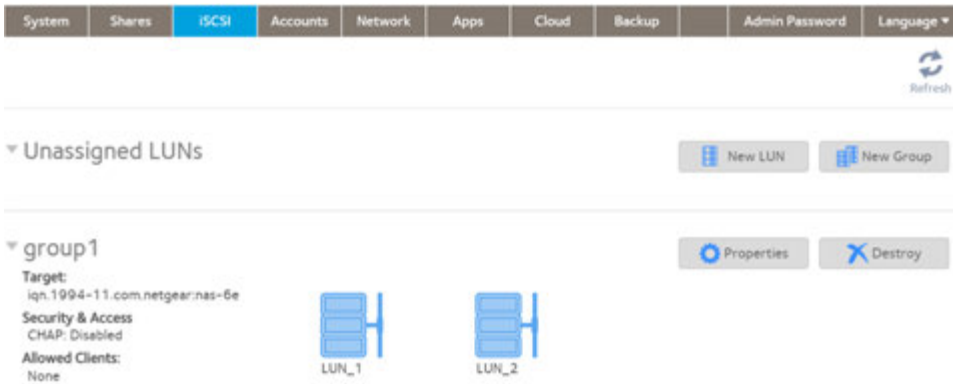 System Shares iSCSI Accounts Network Apps Cloud Backup Admin Password Language
Refresh
Unassigned LUNs New LUN New Group
group1 Properties Destroy
Target:
iqn.1994-11.com.netgear:nas-6e
Security & Access
CHAP: Disabled
Allowed Clients:
None
LUN_1 LUN_2